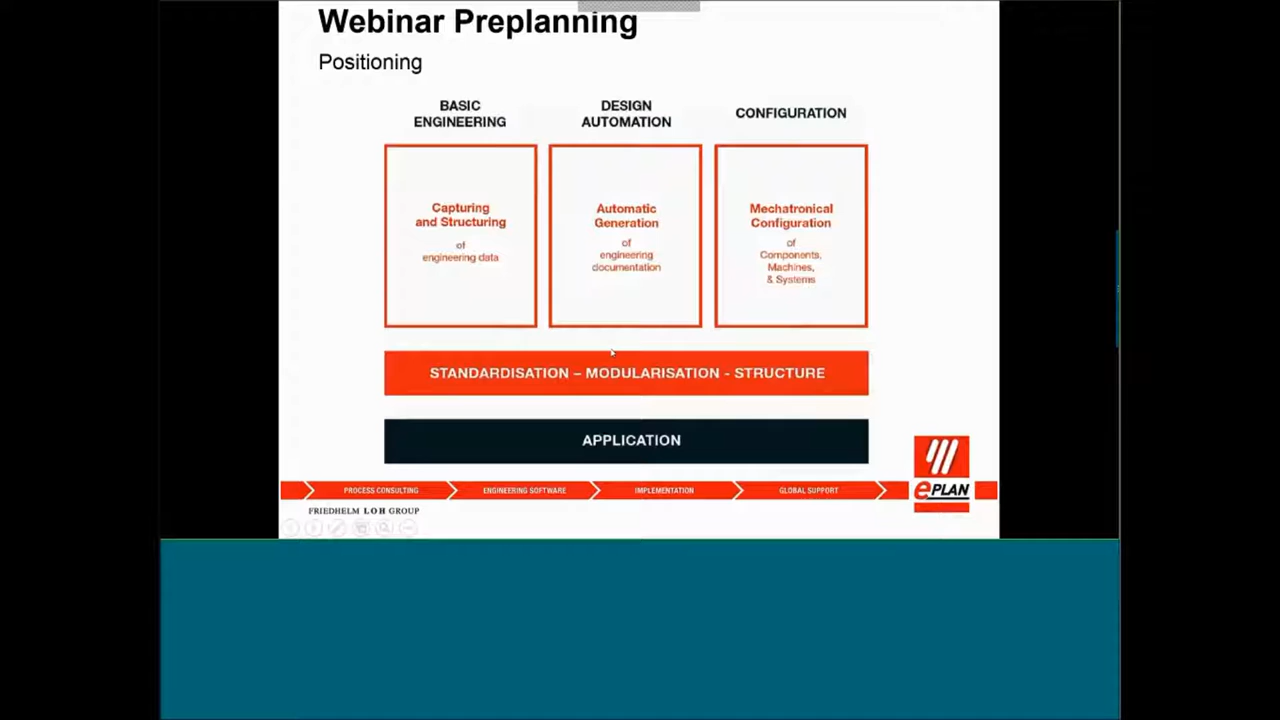 Webinar Preplanning
Positioning
BASIC
ENGINEERING
DESIGN
AUTOMATION
CONFIGURATION
Capturing
and Structuring
of
engineering data
Automatic
Generation
of
engineering
documentation
Mechatronical
Configuration
of
Components,
Machines,
& Systems
STANDARDISATION – MODULARISATION - STRUCTURE
APPLICATION
PROCESS CONSULTING
ENGINEERING SOFTWARE
IMPLEMENTATION
GLOBAL SUPPORT
ePLAN
FRIEDHELM LOH GROUP